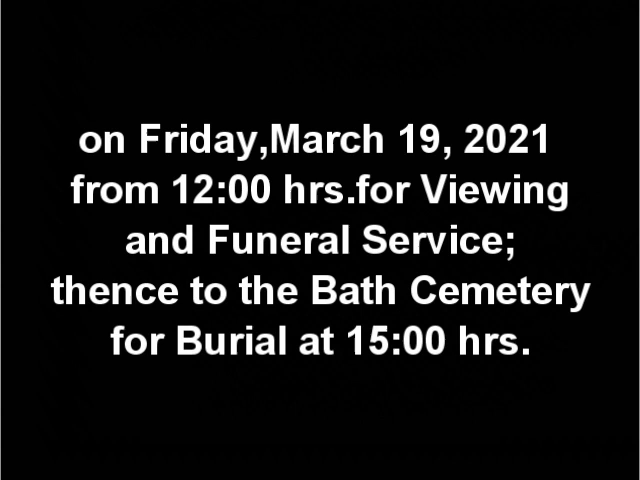 on Friday,March 19, 2021
from 12:00 hrs.for Viewing
and Funeral Service;
thence to the Bath Cemetery
for Burial at 15:00 hrs.